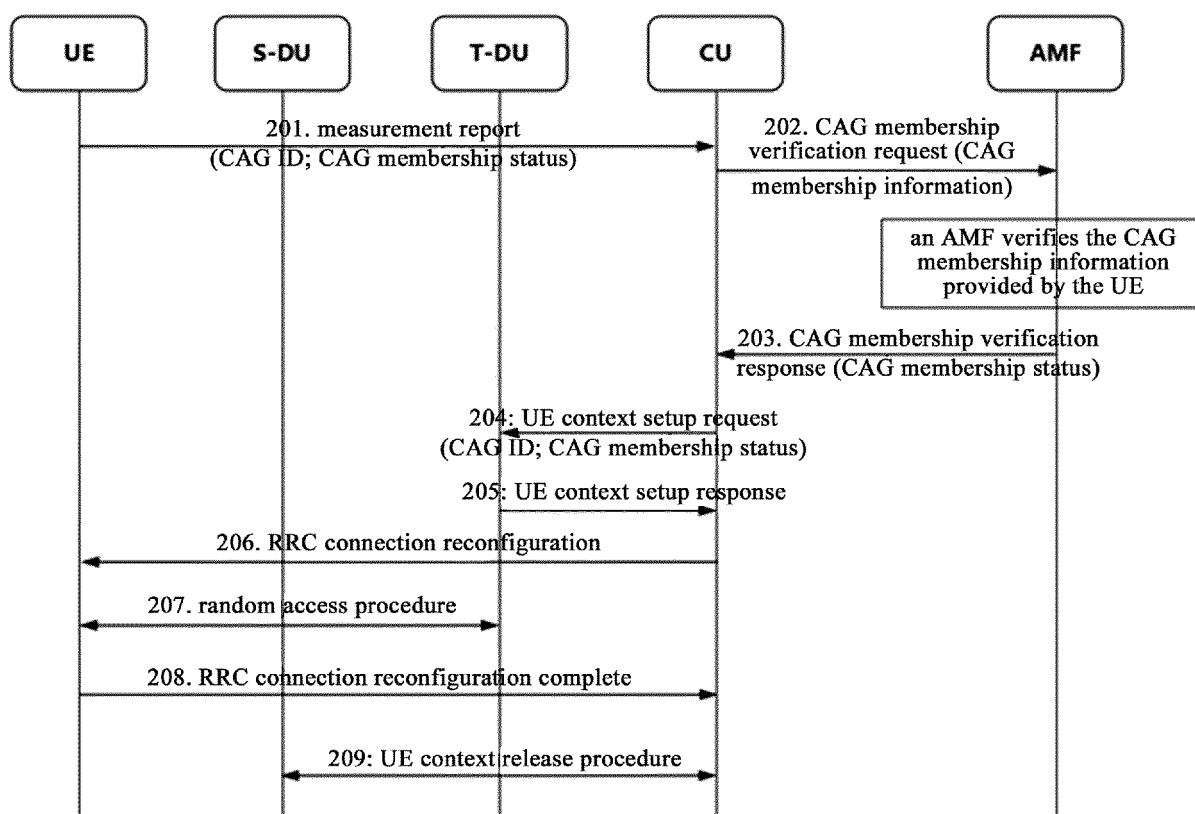 UE
S-DU
T-DU
CU
AMF
201. measurement report
(CAG ID; CAG membership status)
202. CAG membership
verification request (CAG
membership information)
an AMF verifies the CAG
membership information
provided by the UE
203. CAG membership verification
response (CAG membership status)
204: UE context setup request
(CAG ID; CAG membership status)
205: UE context setup response
206. RRC connection reconfiguration
207. random access procedure
208. RRC connection reconfiguration complete
209: UE context release procedure